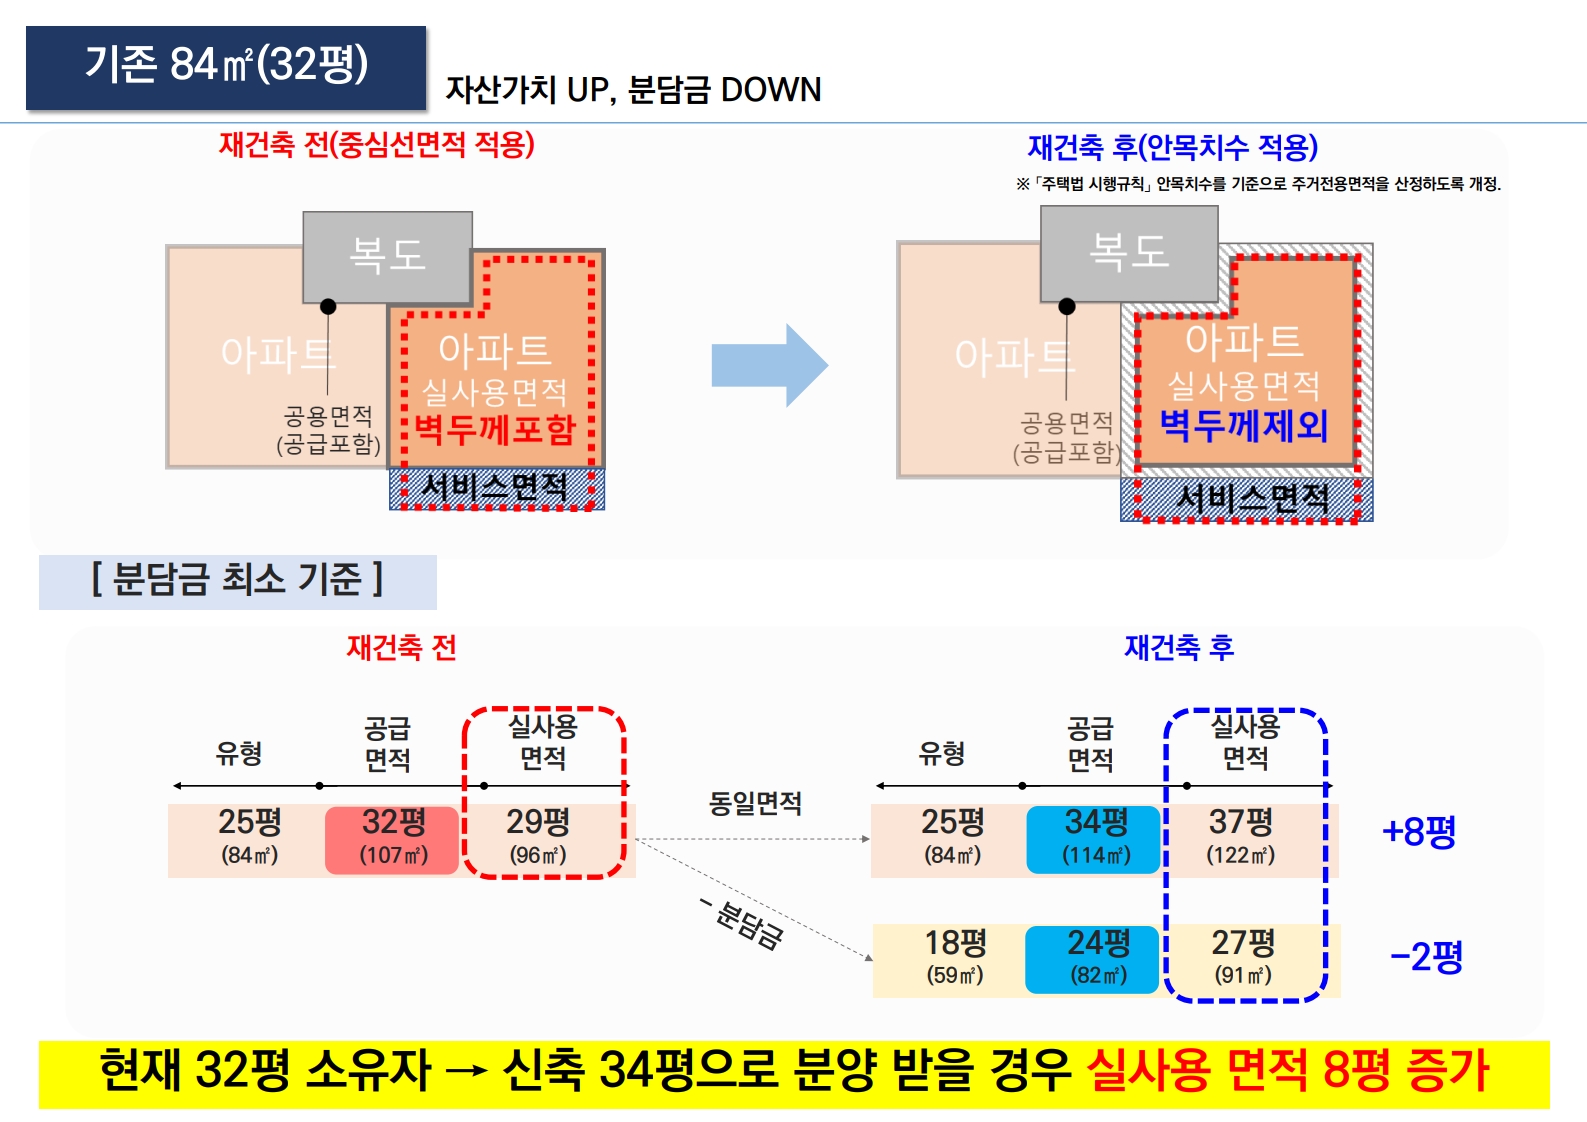 기존 84㎡(32평)
자산가치 UP, 분담금 DOWN
재건축 전(중심선면적 적용)
재건축 후(안목치수 적용)
※「주택법 시행규칙」 안목치수를 기준으로 주거전용면적을 산정하도록 개정.
복도
아파트
공용면적
(공급포함)
아파트
실사용면적
벽두께포함
서비스면적
복도
아파트
공용면적
(공급포함)
아파트
실사용면적
벽두께제외
서비스면적
[ 분담금 최소 기준 ]
재건축 전
유형
공급
면적
실사용
면적
25평
(84㎡)
32평
(107㎡)
29평
(96㎡)
동일면적
- 분담금
재건축 후
유형
공급
면적
실사용
면적
25평
(84㎡)
34평
(114㎡)
37평
(122㎡)
+8평
18평
(59㎡)
24평
(82㎡)
27평
(91㎡)
-2평
현재 32평 소유자 → 신축 34평으로 분양 받을 경우 실사용 면적 8평 증가